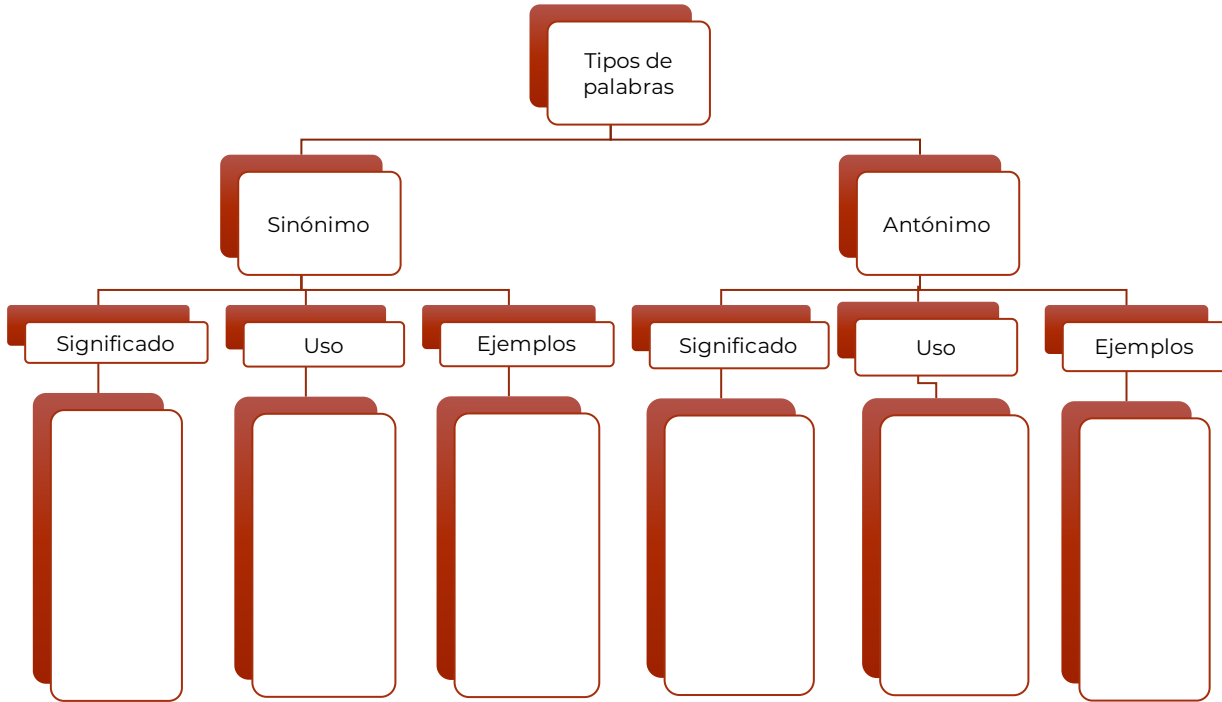 Tipos de
palabras
Sinónimo
Antónimo
Significado
Uso
Ejemplos
Significado
Uso
Ejemplos